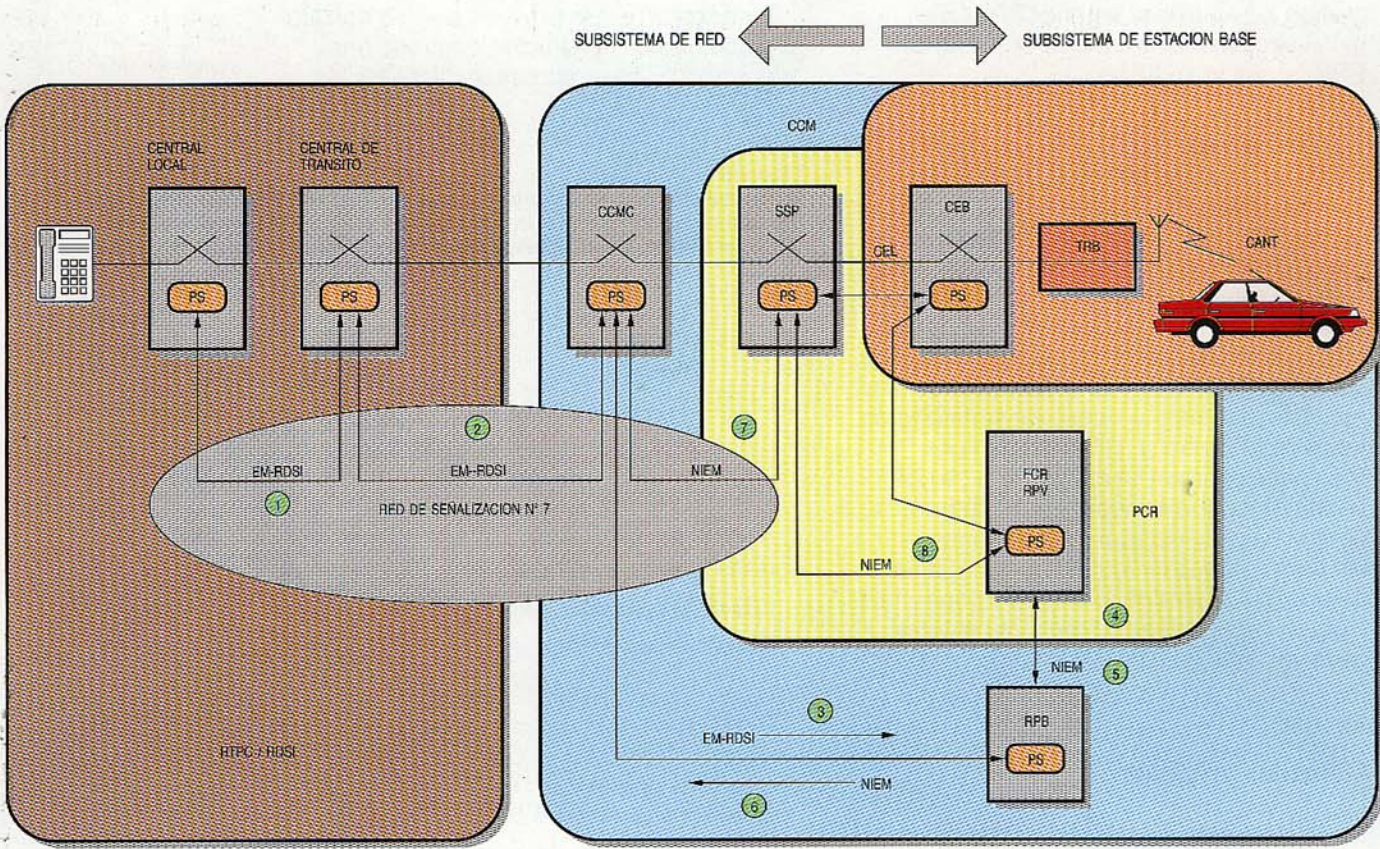 SUBSISTEMA DE RED
SUBSISTEMA DE ESTACION BASE
CENTRAL
LOCAL
CENTRAL DE
TRANSITO
CCM
CCMC
SSP
CEB
CEL
TRB
CANT
PS
PS
PS
PS
PS
2
7
EM-RDSI
EM--RDSI
NIEM
1
RED DE SEÑALIZACION N° 7
FCR
RPV
PCR
PS
8
NIEM
4
NIEM
5
3
RPB
EM-RDSI
PS
RTPC / RDSI
NIEM
6